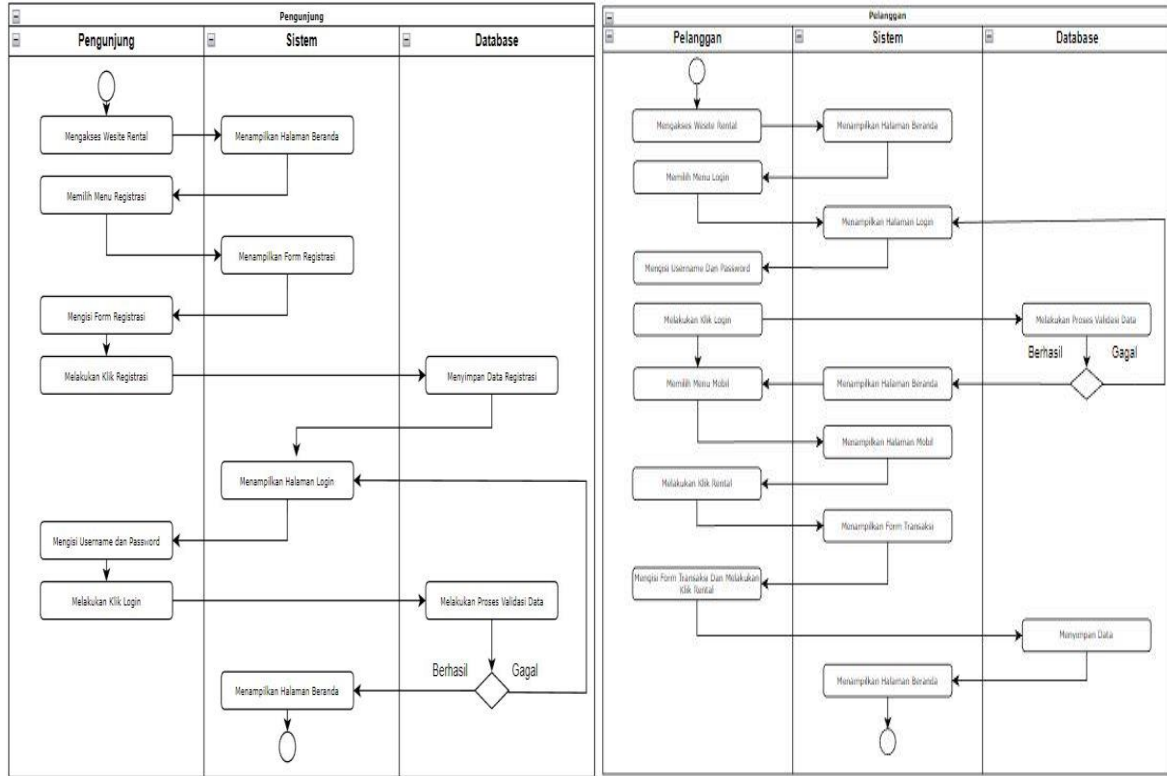 Pengunjung
Pengunjung
Sistem
Database
Mengakses Wesite Rental
Menampilkan Halaman Beranda
Memilih Menu Registrasi
Menampilkan Form Registrasi
Mengisi Form Registrasi
Melakukan Klik Registrasi
Menyimpan Data Registrasi
Menampilkan Halaman Login
Mengisi Username dan Password
Melakukan Klik Login
Melakukan Proses Validasi Data
Berhasil
Gagal
Menampilkan Halaman Beranda
Pelanggan
Pelanggan
Sistem
Database
Mengakses Wesite Rental
Menampilkan Halaman Beranda
Memilih Menu Login
Menampilkan Halaman Login
Mengisi Username Dan Password
Melakukan Klik Login
Melakukan Proses Validasi Data
Berhasil
Gagal
Memilih Menu Mobil
Menampilkan Halaman Beranda
Menampilkan Halaman Mobil
Melakukan Klik Rental
Menampilkan Form Transaksi
Mengisi Form Transaksi Dan Melakukan
Klik Rental
Menyimpan Data
Menampilkan Halaman Beranda